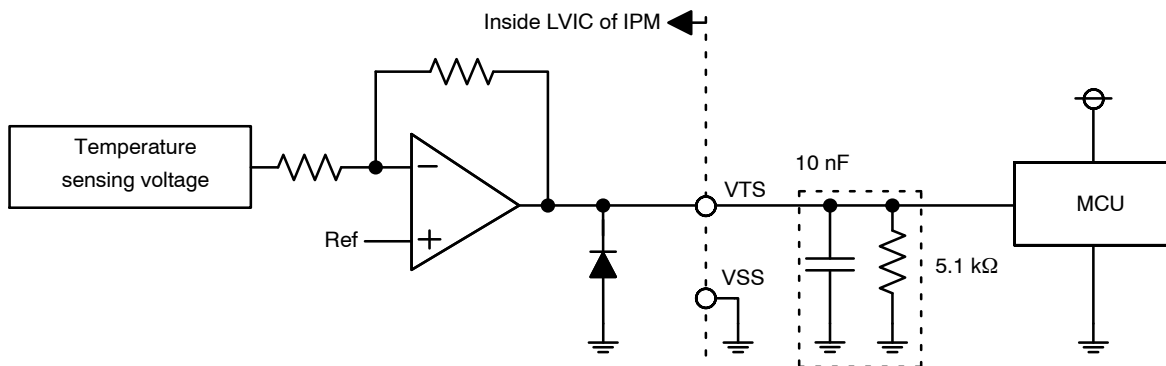 Inside LVIC of IPM
Temperature
sensing voltage
−
Ref
+
VTS
VSS
10 nF
5.1 kΩ
MCU